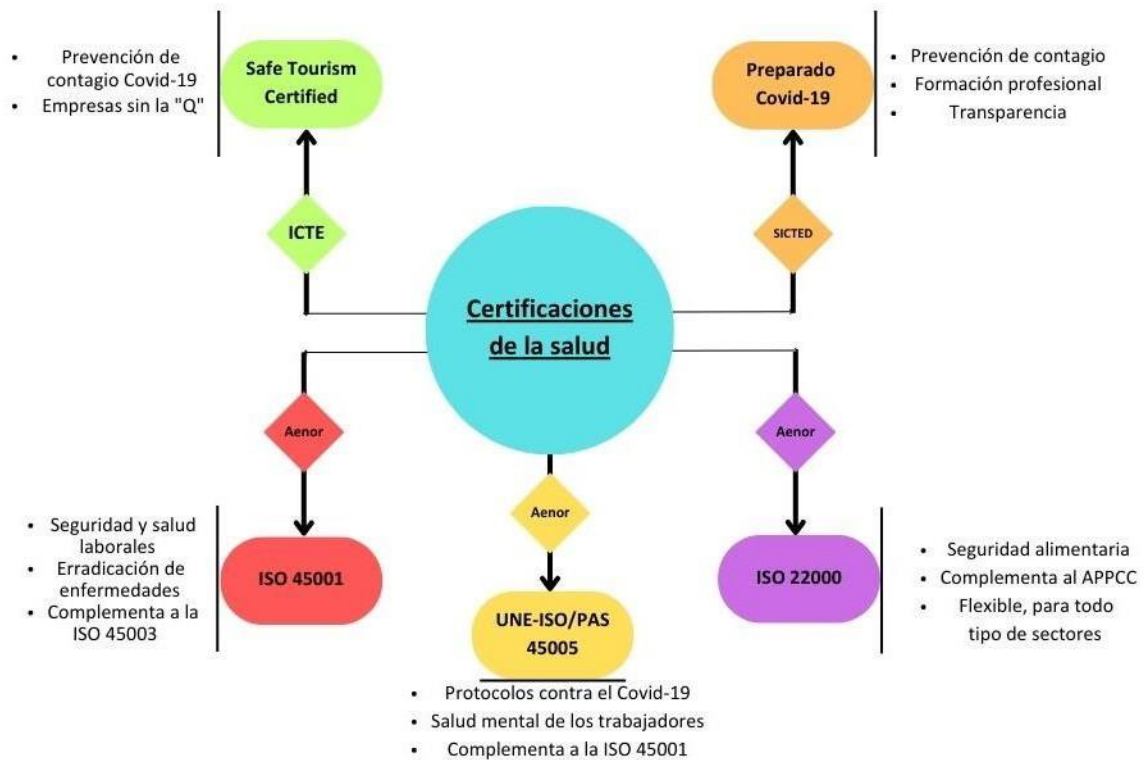 • Prevención de
contagio Covid-19
• Empresas sin la "Q"
Safe Tourism
Certified
ICTE
Preparado
Covid-19
• Prevención de contagio
• Formación profesional
• Transparencia
SICTED
Certificaciones
de la salud
Aenor
• Seguridad y salud
laborales
• Erradicación de
enfermedades
• Complementa a la
ISO 45003
ISO 45001
Aenor
UNE-ISO/PAS
45005
• Protocolos contra el Covid-19
• Salud mental de los trabajadores
• Complementa a la ISO 45001
Aenor
ISO 22000
• Seguridad alimentaria
• Complementa al APPCC
• Flexible, para todo
tipo de sectores